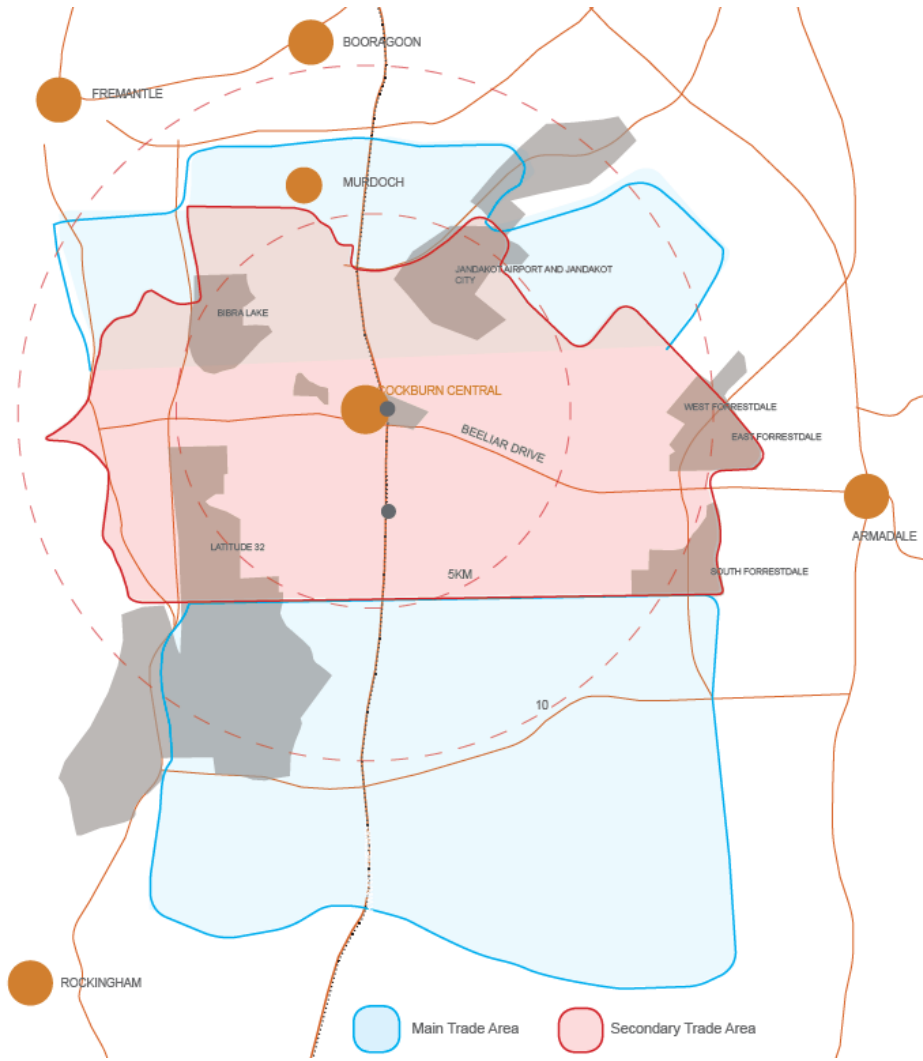 BOORAGOON
FREMANTLE
MURDOCH
JANDAKOT AIRPORT AND JANDAKOT
CITY
BIBRA LAKE
COCKBURN CENTRAL
WEST FORRESTDALE
BEELIAR DRIVE
EAST FORRESTDALE
ARMADALE
LATITUDE 32
5KM
SOUTH FORRESTDALE
10
ROCKINGHAM
Main Trade Area
Secondary Trade Area